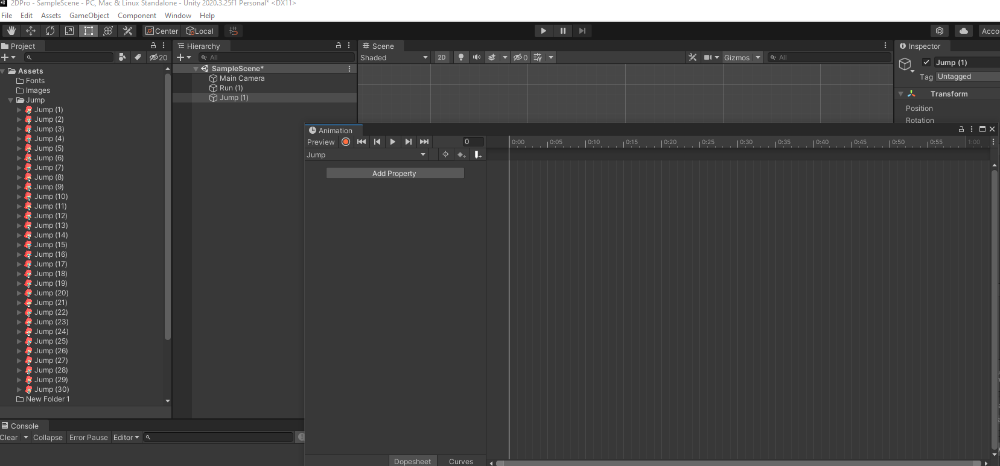 2DPro - SampleScene - PC, Mac & Linux Standalone - Unity 2020.3.25f1 Personal* <DX11>
File Edit Assets GameObject Component Window Help
Center Local Acco
Project
20
Assets
Fonts
Images
Jump
Jump (1)
Jump (2)
Jump (3)
Jump (4)
Jump (5)
Jump (6)
Jump (7)
Jump (8)
Jump (9)
Jump (10)
Jump (11)
Jump (12)
Jump (13)
Jump (14)
Jump (15)
Jump (16)
Jump (17)
Jump (18)
Jump (19)
Jump (20)
Jump (21)
Jump (22)
Jump (23)
Jump (24)
Jump (25)
Jump (26)
Jump (27)
Jump (28)
Jump (29)
Jump (30)
New Folder 1
Console
Clear Collapse Error Pause Editor
Hierarchy
All
SampleScene*
Main Camera
Run (1)
Jump (1)
Scene
Shaded 2D 0 Gizmos All
Inspector
Jump (1)
Tag Untagged
Transform
Position
Rotation
Animation
Preview 0
0:00 0:05 0:10 0:15 0:20 0:25 0:30 0:35 0:40 0:45 0:50 0:55 1:00
Jump
Add Property
Dopesheet Curves